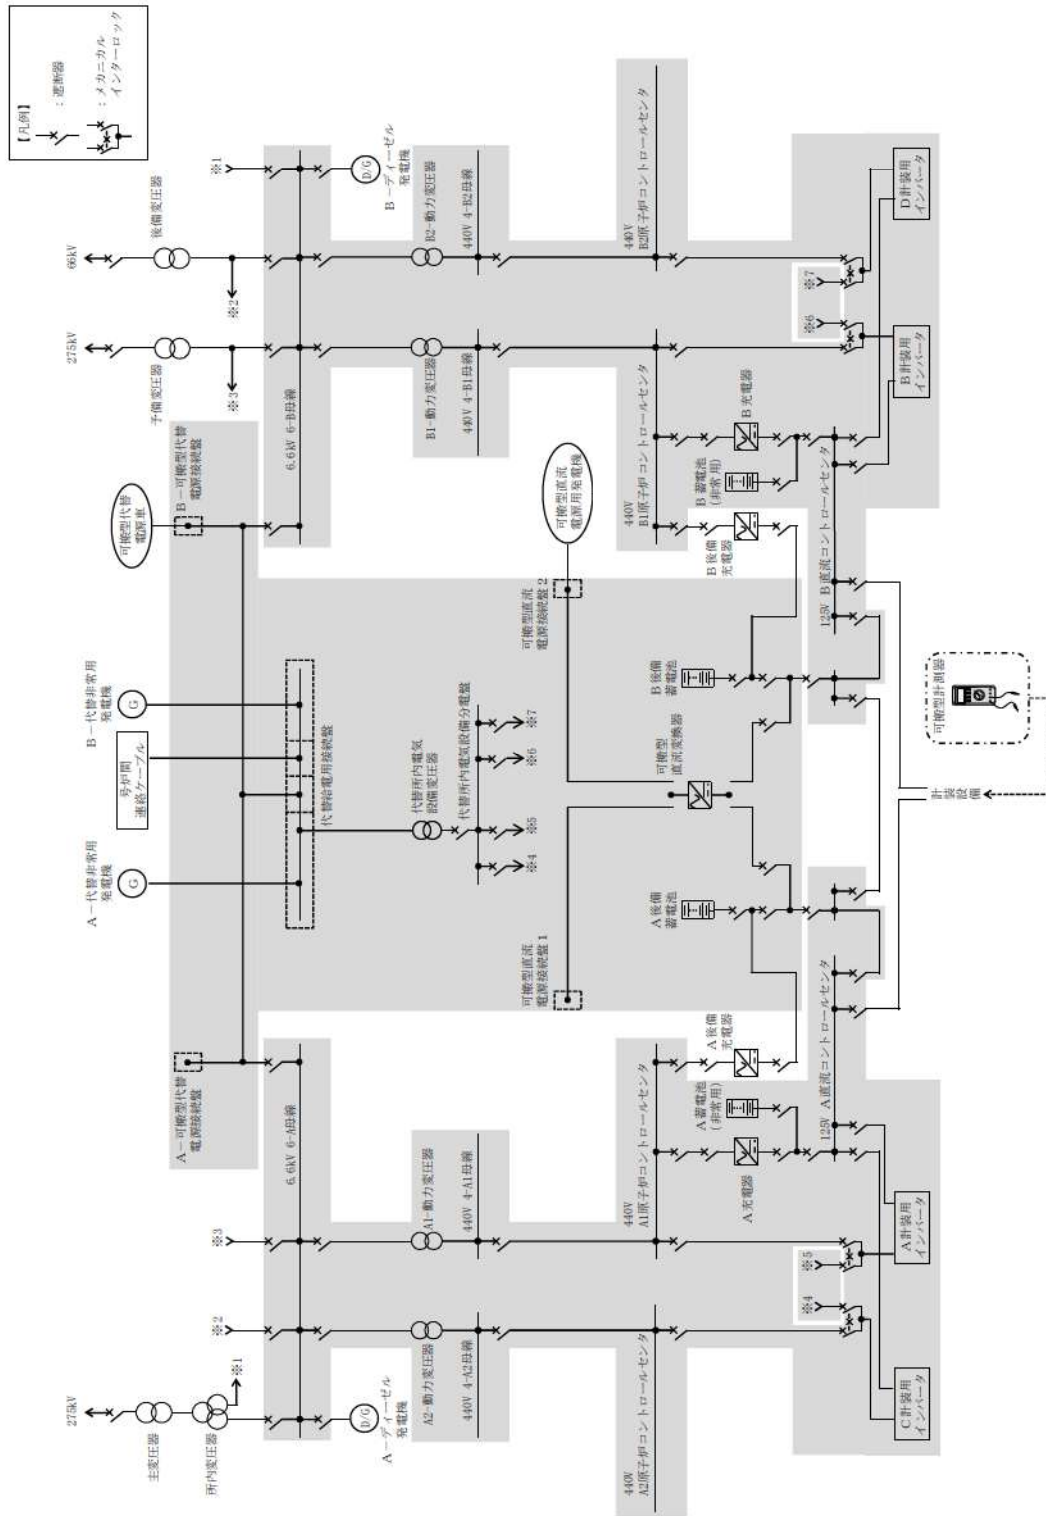 【凡例】
：遮断器
：メカニカル
インターロック
275kV
主変圧器
所内変圧器
※1
※2
※3
275kV
予備変圧器
※3
66kV
後備変圧器
※2
※1
A－可搬型代替
電源接続盤
A－代替非常用
発電機
G
号炉間
連絡ケーブル
B－代替非常用
発電機
G
可搬型代替
電源車
B－可搬型代替
電源接続盤
6.6kV 6-A母線
代替給電用接続盤
6.6kV 6-B母線
D/G
A－ディーゼル
発電機
D/G
B－ディーゼル
発電機
A2-動力変圧器
A1-動力変圧器
代替所内電気
設備変圧器
B1-動力変圧器
B2-動力変圧器
440V 4-A2母線
440V 4-A1母線
代替所内電気設備分電盤
440V 4-B1母線
440V 4-B2母線
※4
※5
※6
※7
可搬型直流
電源接続盤 1
可搬型直流
電源接続盤 2
可搬型直流
電源用発電機
440V
A2原子炉コントロールセンタ
440V
A1原子炉コントロールセンタ
440V
B1原子炉コントロールセンタ
440V
B2原子炉コントロールセンタ
可搬型
直流変換器
A充電器
A蓄電池
(非常用)
A後備
充電器
A後備
蓄電池
B後備
蓄電池
B後備
充電器
B蓄電池
(非常用)
B充電器
※4
※5
※6
※7
125V A直流コントロールセンタ
125V B直流コントロールセンタ
C計装用
インバータ
A計装用
インバータ
B計装用
インバータ
D計装用
インバータ
計装
設備
可搬型計測器